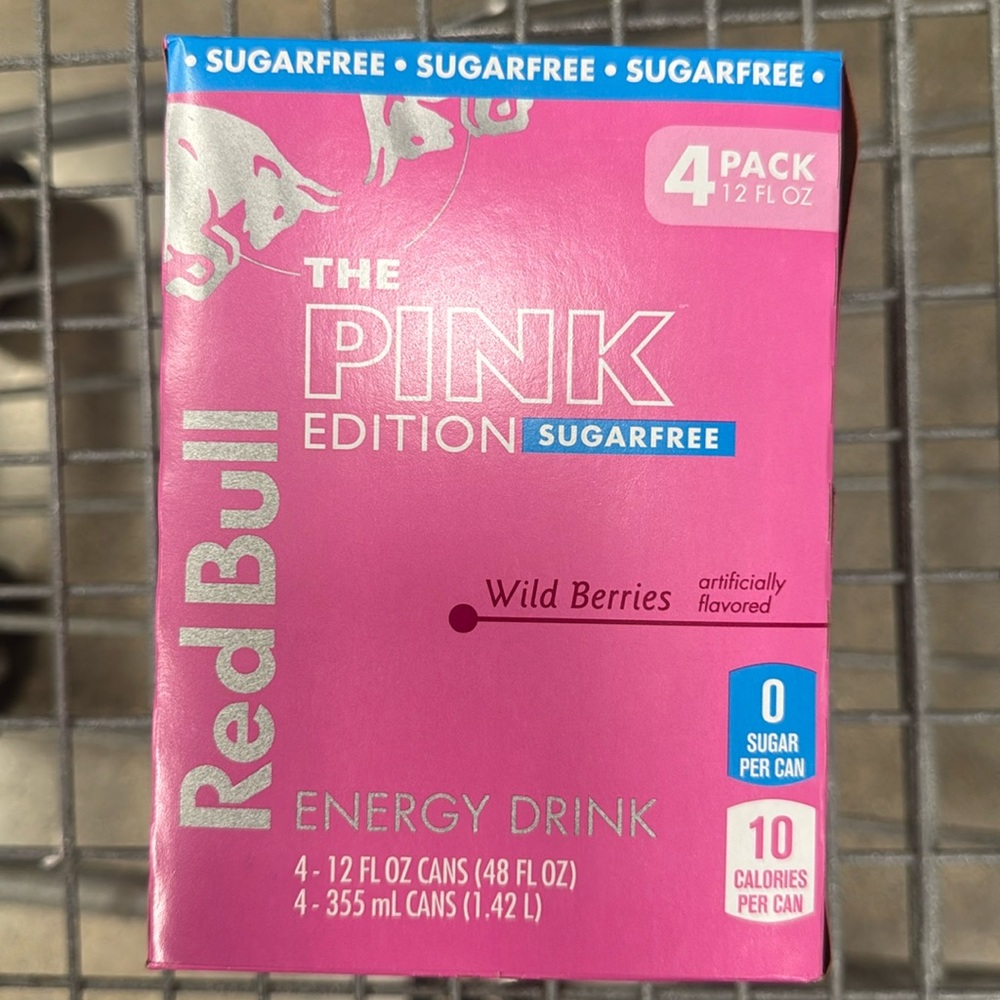 • SUGARFREE • SUGARFREE • SUGARFREE •
4 PACK
12 FL OZ
THE
PINK
EDITION SUGARFREE
Red Bull
Wild Berries
artificially
flavored
0
SUGAR
PER CAN
10
CALORIES
PER CAN
ENERGY DRINK
4 - 12 FL OZ CANS (48 FL OZ)
4 - 355 mL CANS (1.42 L)